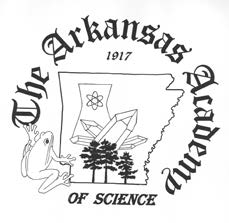 The Arkansas Academy
1917
OF SCIENCE